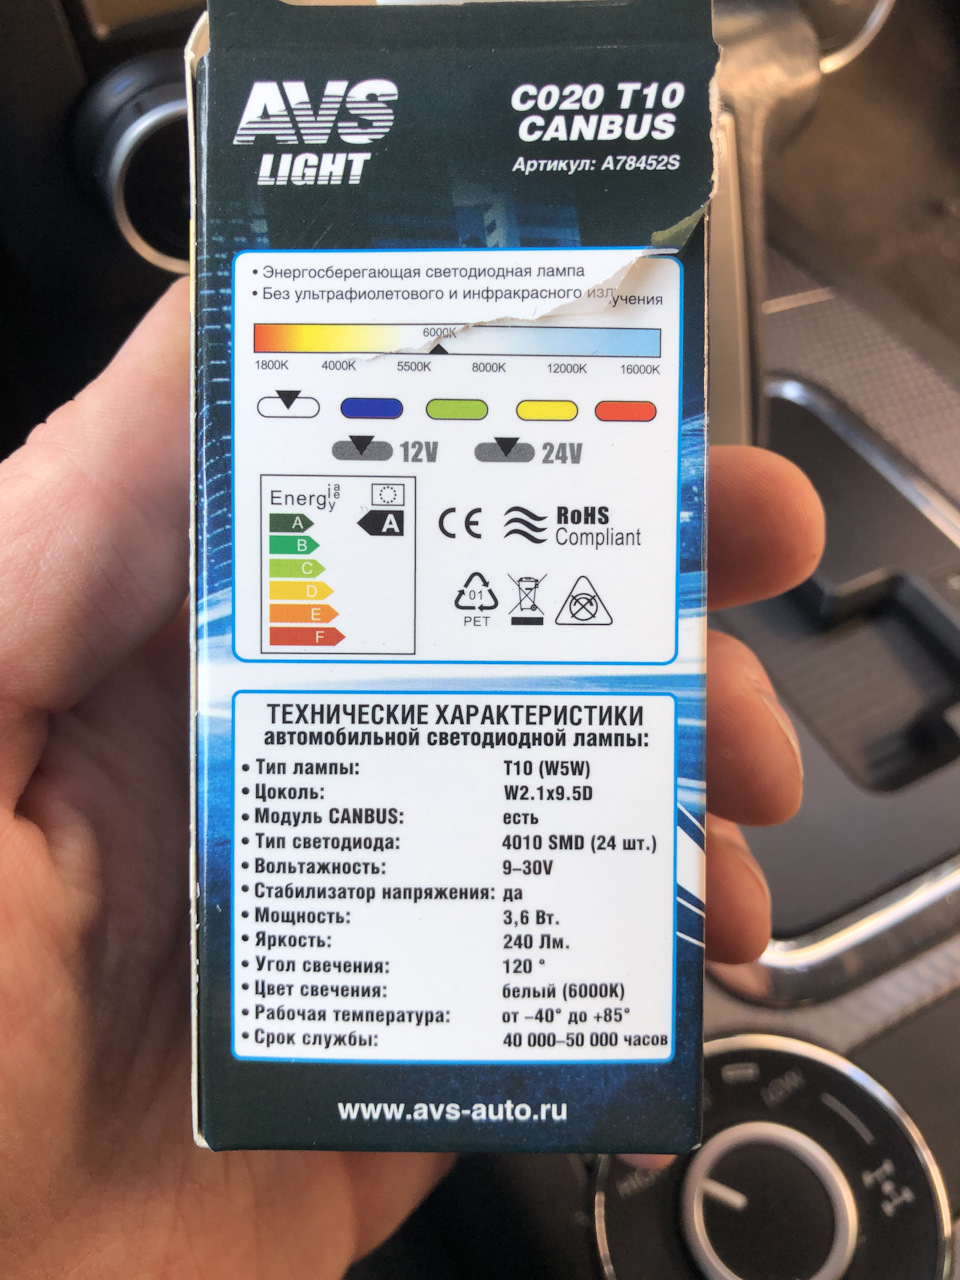 AVS
LIGHT
C020 T10
CANBUS
Артикул: A78452S
• Энергосберегающая светодиодная лампа
• Без ультрафиолетового и инфракрасного излучения
6000K
1800K 4000K 5500K 8000K 12000K 16000K
12V 24V
Energ y ie ia
A
A
B
C
D
E
F
CE
RoHS
Compliant
01
PET
ТЕХНИЧЕСКИЕ ХАРАКТЕРИСТИКИ
автомобильной светодиодной лампы:
• Тип лампы: T10 (W5W)
• Цоколь: W2.1x9.5D
• Модуль CANBUS: есть
• Тип светодиода: 4010 SMD (24 шт.)
• Вольтажность: 9–30V
• Стабилизатор напряжения: да
• Мощность: 3,6 Вт.
• Яркость: 240 Лм.
• Угол свечения: 120 °
• Цвет свечения: белый (6000K)
• Рабочая температура: от –40° до +85°
• Срок службы: 40 000–50 000 часов
www.avs-auto.ru
LOW